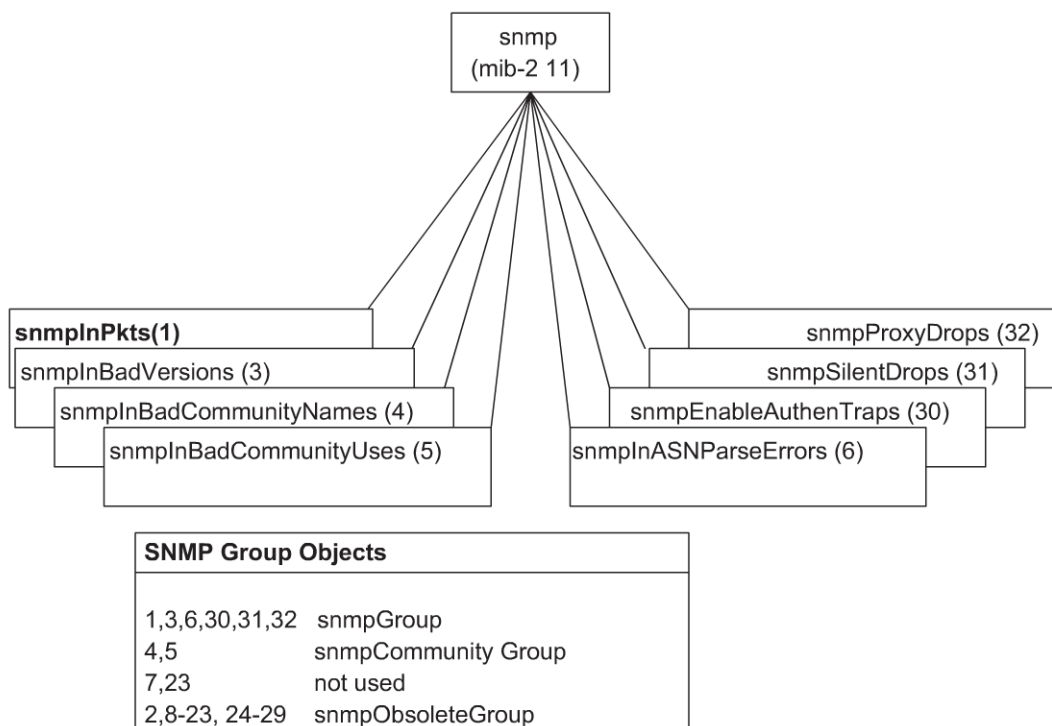 snmp
(mib-2 11)
snmpInPkts(1)
snmpInBadVersions (3)
snmpInBadCommunityNames (4)
snmpInBadCommunityUses (5)
snmpProxyDrops (32)
snmpSilentDrops (31)
snmpEnableAuthenTraps (30)
snmpInASNParseErrors (6)
SNMP Group Objects
1,3,6,30,31,32 snmpGroup
4,5 snmpCommunity Group
7,23 not used
2,8-23, 24-29 snmpObsoleteGroup